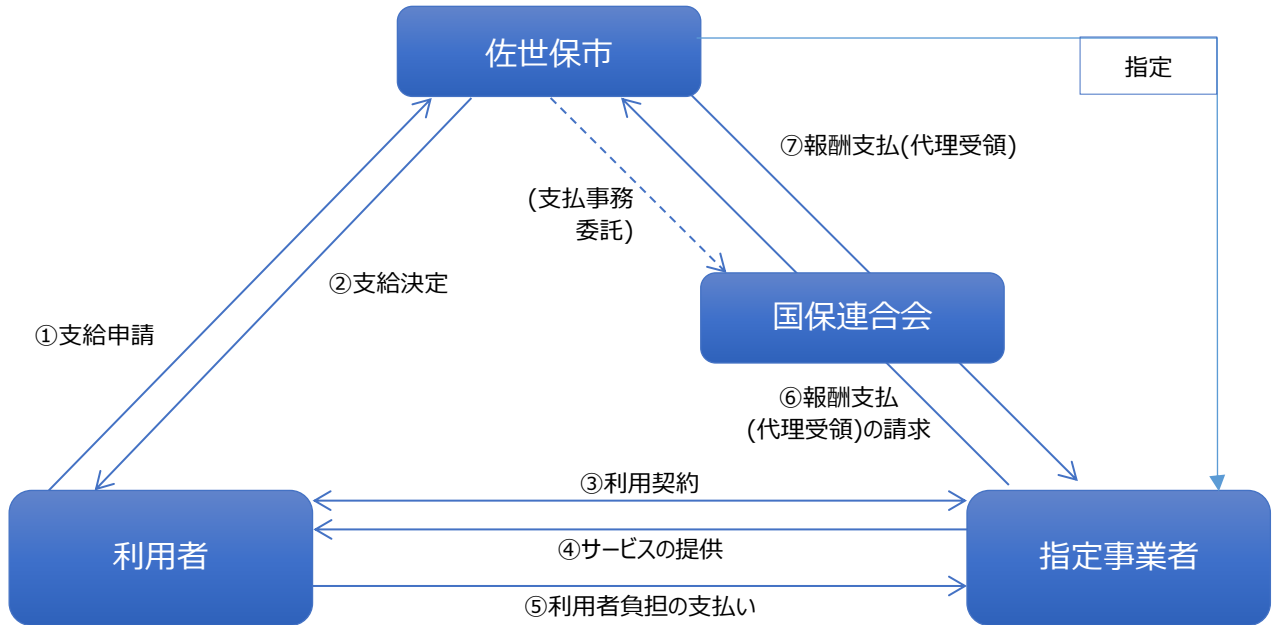 佐世保市
指定
⑦報酬支払(代理受領)
(支払事務
委託)
②支給決定
国保連合会
①支給申請
⑥報酬支払
(代理受領)の請求
③利用契約
利用者
④サービスの提供
指定事業者
⑤利用者負担の支払い